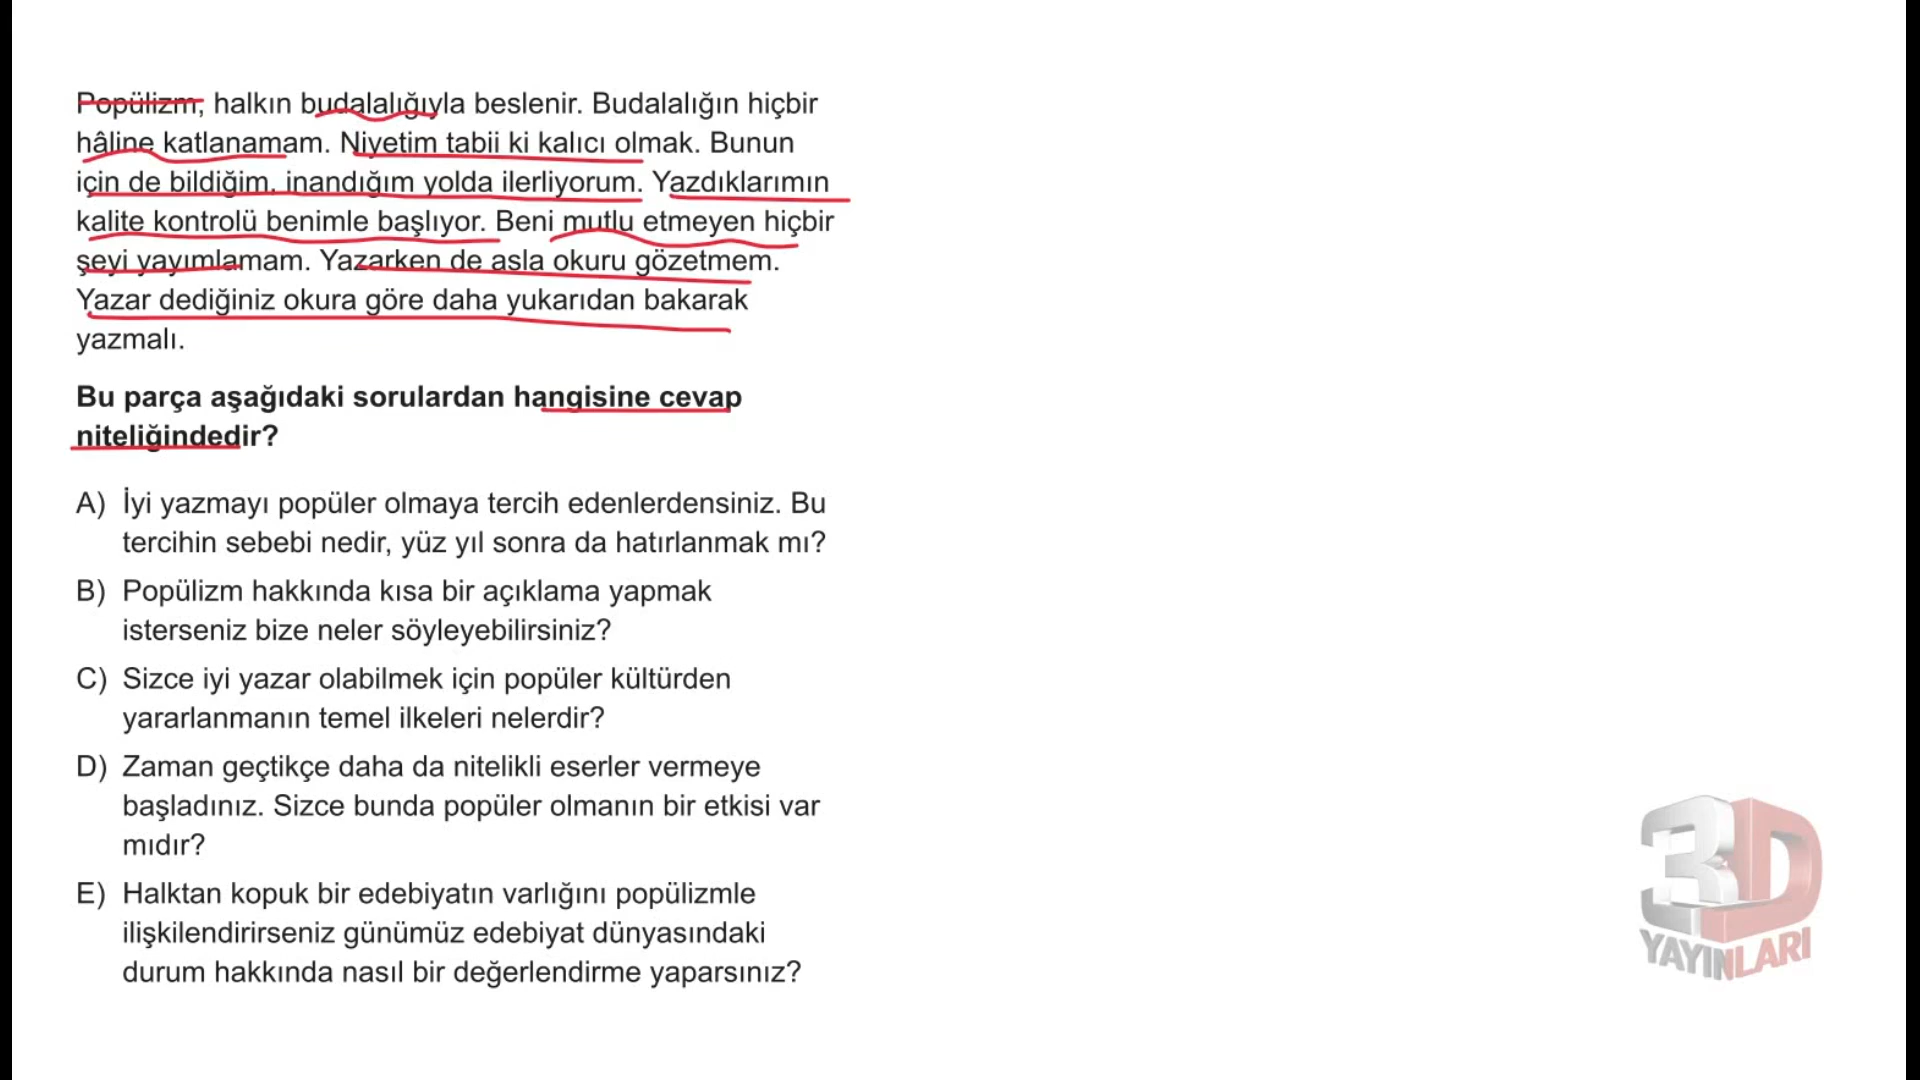 Popülizm, halkın budalalığıyla beslenir. Budalalığın hiçbir
hâline katlanamam. Niyetim tabii ki kalıcı olmak. Bunun
için de bildiğim, inandığım yolda ilerliyorum. Yazdıklarımın
kalite kontrolü benimle başlıyor. Beni mutlu etmeyen hiçbir
şeyi yayımlamam. Yazarken de asla okuru gözetmem.
Yazar dediğiniz okura göre daha yukarıdan bakarak
yazmalı.
Bu parça aşağıdaki sorulardan hangisine cevap
niteliğindedir?
A) İyi yazmayı popüler olmaya tercih edenlerdensiniz. Bu
tercihin sebebi nedir, yüz yıl sonra da hatırlanmak mı?
B) Popülizm hakkında kısa bir açıklama yapmak
isterseniz bize neler söyleyebilirsiniz?
C) Sizce iyi yazar olabilmek için popüler kültürden
yararlanmanın temel ilkeleri nelerdir?
D) Zaman geçtikçe daha da nitelikli eserler vermeye
başladınız. Sizce bunda popüler olmanın bir etkisi var
mıdır?
E) Halktan kopuk bir edebiyatın varlığını popülizmle
ilişkilendirirseniz günümüz edebiyat dünyasındaki
durum hakkında nasıl bir değerlendirme yaparsınız?
3D
YAYINLARI